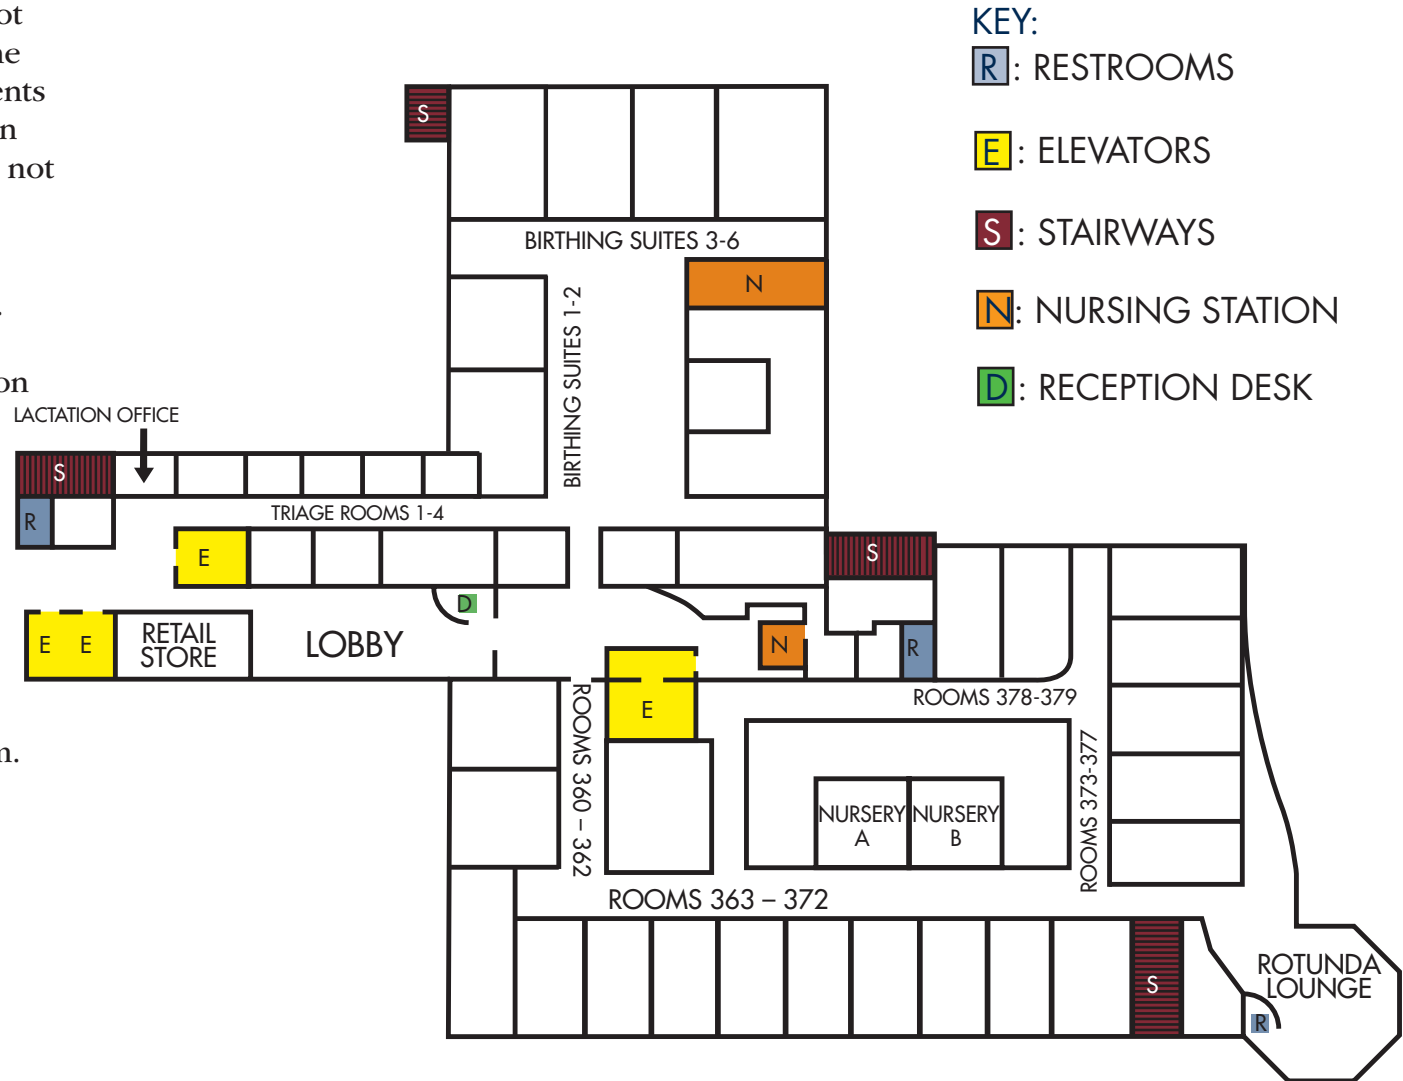 ot
ne
ents
n
not
.
on
n.
KEY:
R : RESTROOMS
E : ELEVATORS
S : STAIRWAYS
N : NURSING STATION
D : RECEPTION DESK
S
BIRTHING SUITES 3-6
N
BIRTHING SUITES 1-2
LACTATION OFFICE
S
R
TRIAGE ROOMS 1-4
E
S
D
E E
RETAIL
STORE
LOBBY
N
R
E
ROOMS 360 – 362
ROOMS 378-379
ROOMS 373-377
NURSERY
A
NURSERY
B
ROOMS 363 – 372
S
ROTUNDA
LOUNGE
R